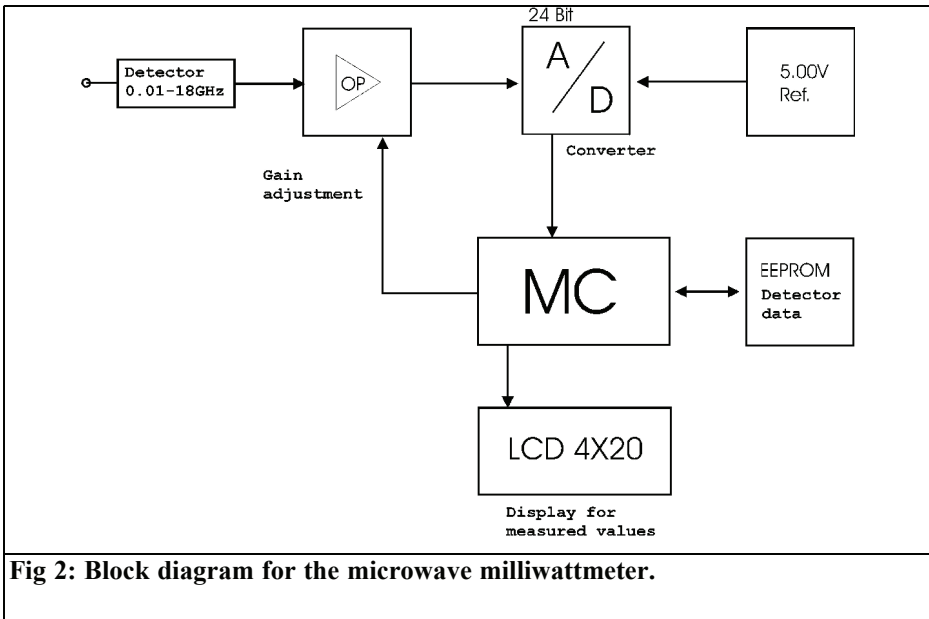 24 Bit
Detector
0.01-18GHz
OP
A
D
5.00V
Ref.
Converter
Gain
adjustment
MC
EEPROM
Detector
data
LCD 4X20
Display for
measured values
Fig 2: Block diagram for the microwave milliwattmeter.